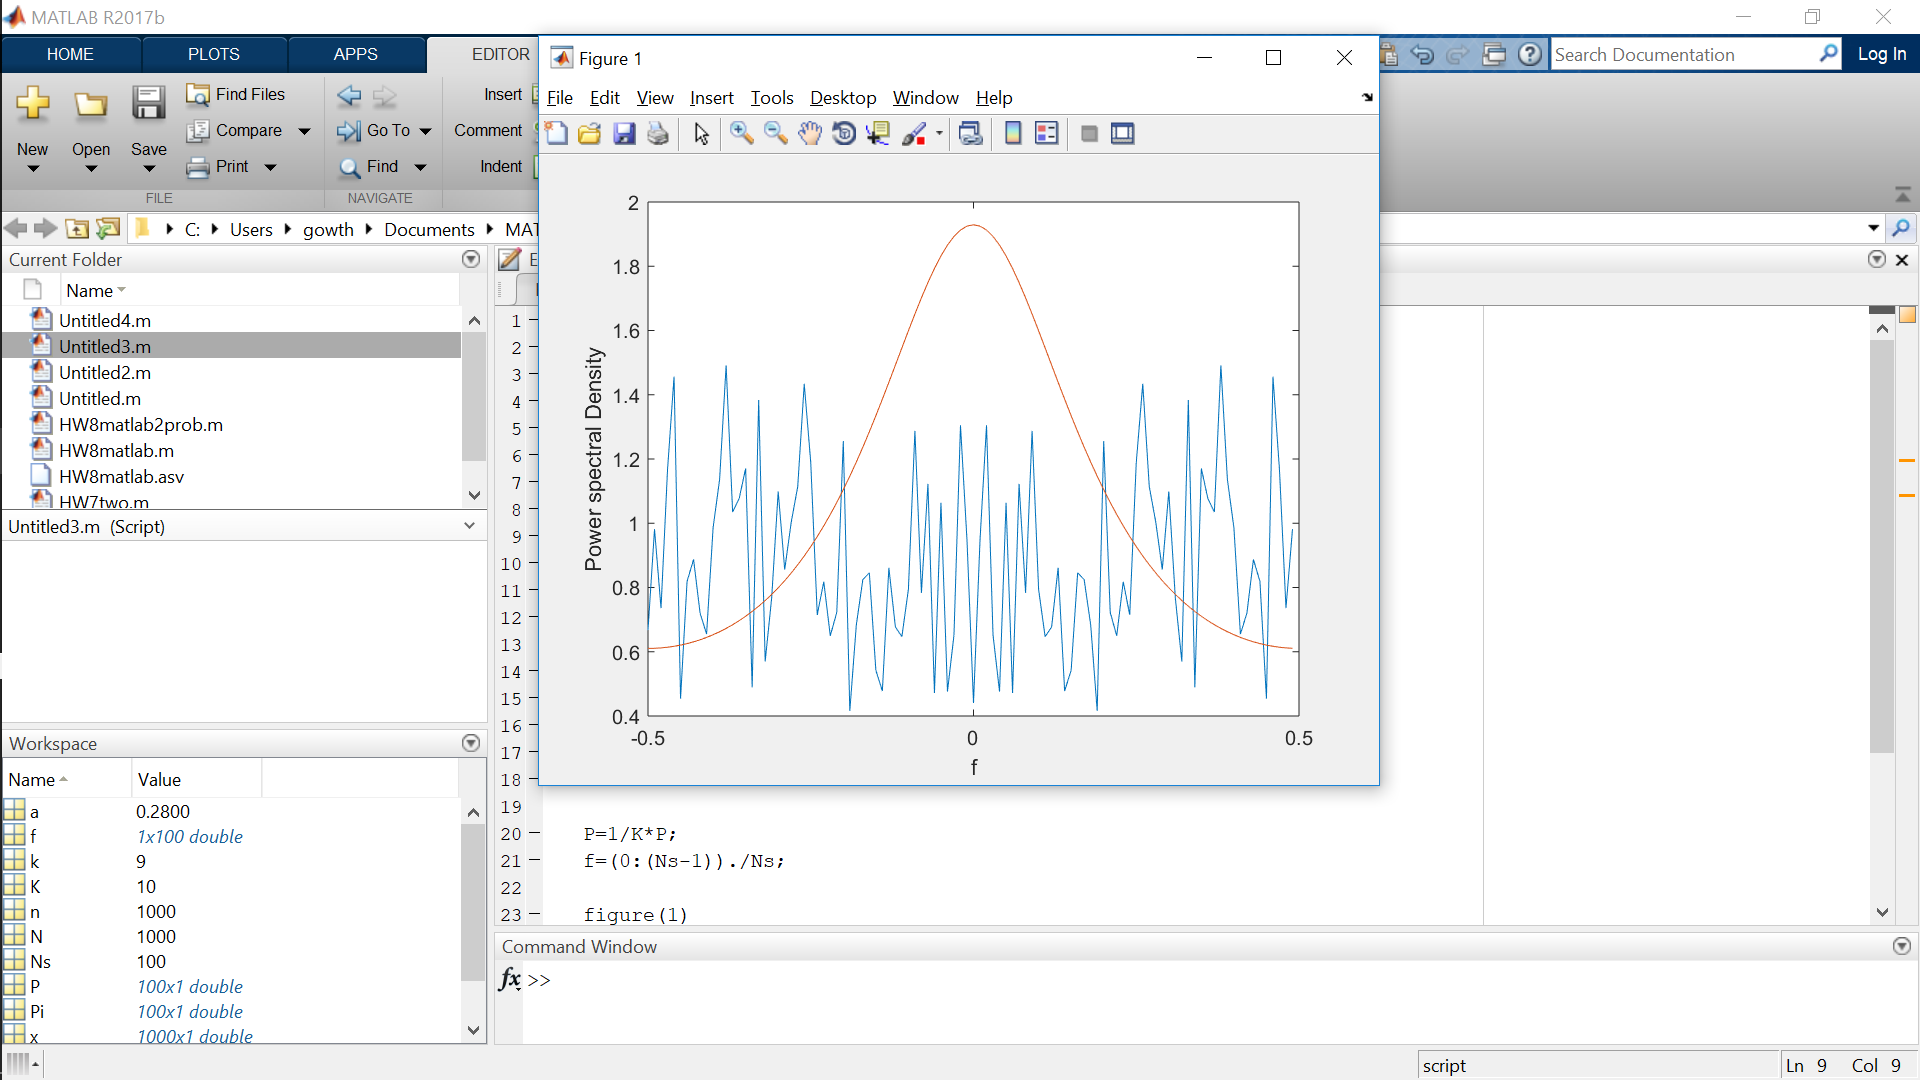 MATLAB R2017b
HOME PLOTS APPS EDITOR
Search Documentation Log In
Figure 1
File Edit View Insert Tools Desktop Window Help
New Open Save
Find Files
Compare
Print
FILE
Go To
Find
NAVIGATE
Insert
Comment
Indent
C: Users gowth Documents MAT
Current Folder
Name
Untitled4.m
Untitled3.m
Untitled2.m
Untitled.m
HW8matlab2prob.m
HW8matlab.m
HW8matlab.asv
HW7two.m
Untitled3.m (Script)
Workspace
Name Value
a 0.2800
f 1x100 double
k 9
K 10
n 1000
N 1000
Ns 100
P 100x1 double
Pi 100x1 double
x 1000x1 double
2
1.8
1.6
1.4
1.2
1
0.8
0.6
0.4
-0.5 0 0.5
f
Power spectral Density
1
2
3
4
5
6
7
8
9
10
11
12
13
14
15
16
17
18
19
20 P=1/K*P;
21 f=(0:(Ns-1))./Ns;
22
23 figure(1)
Command Window
fx >>
script Ln 9 Col 9